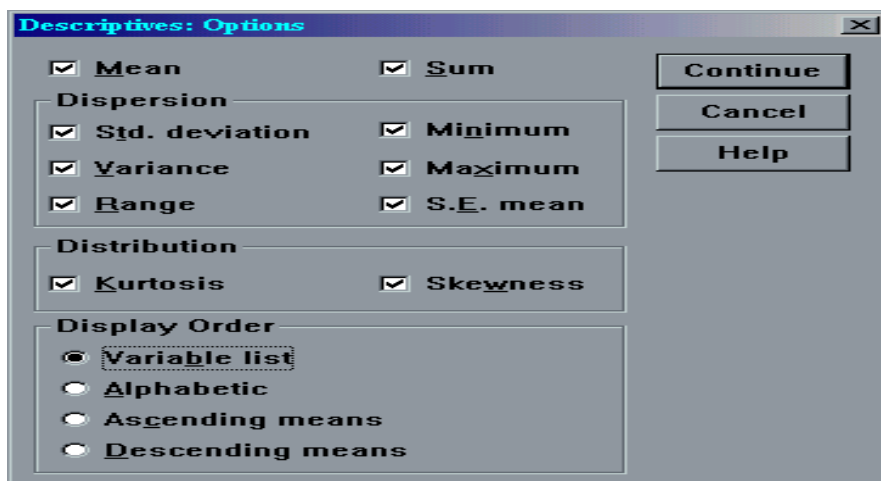 Descriptives: Options
Mean
Sum
Continue
Cancel
Help
Dispersion
Std. deviation
Minimum
Variance
Maximum
Range
S.E. mean
Distribution
Kurtosis
Skewness
Display Order
Variable list
Alphabetic
Ascending means
Descending means